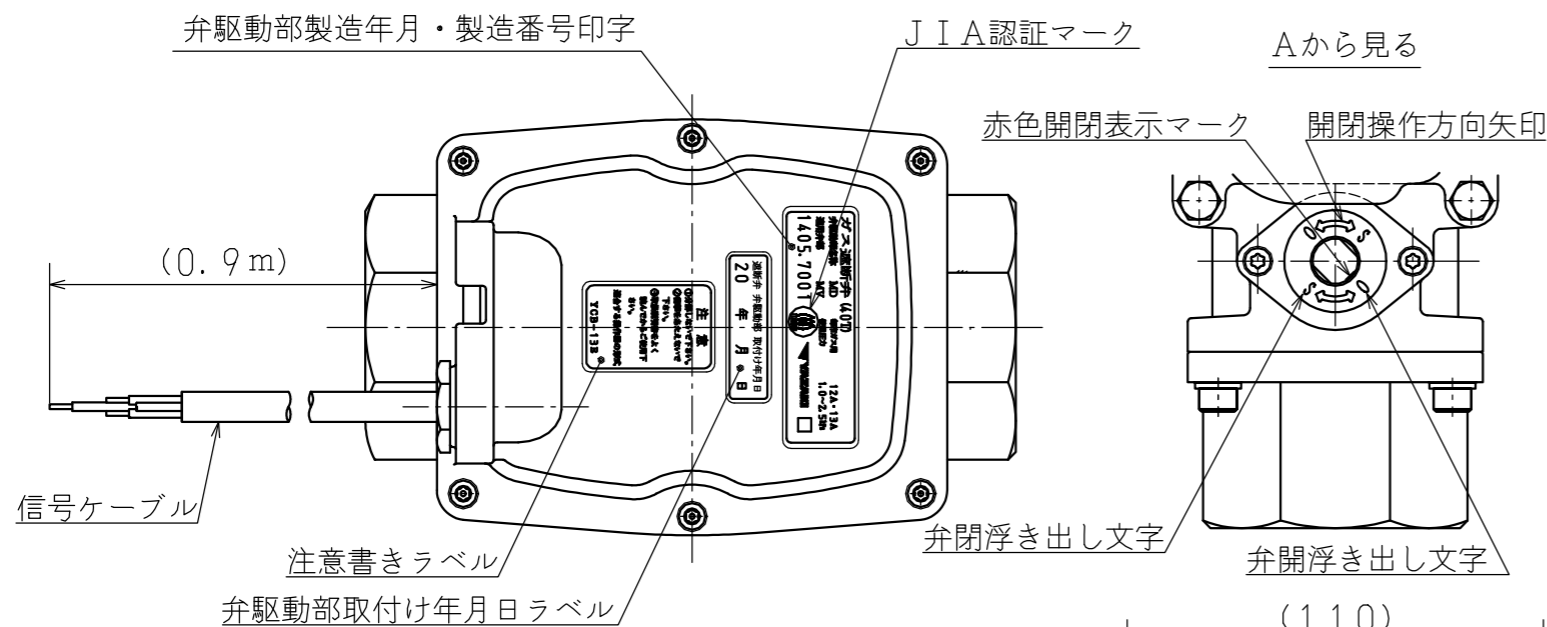 弁駆動部製造年月・製造番号印字
JIA認証マーク
Aから見る
赤色開閉表示マーク
開閉操作方向矢印
(0.9m)
ガス遮断弁(40T)
MD
1405.7001
MV
12A・13A
YAZAKI
遮断弁 弁駆動部 取付け年月日
20 年 月 日
注意
YCB-13B
O S
S O
信号ケーブル
注意書きラベル
弁駆動部取付け年月日ラベル
弁閉浮き出し文字
弁開浮き出し文字
(110)